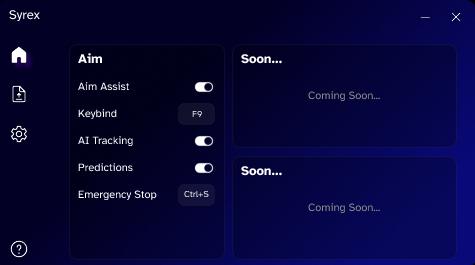 Syrex
Aim
Aim Assist
Keybind F9
AI Tracking
Predictions
Emergency Stop Ctrl+S
Soon...
Coming Soon...
Soon...
Coming Soon...